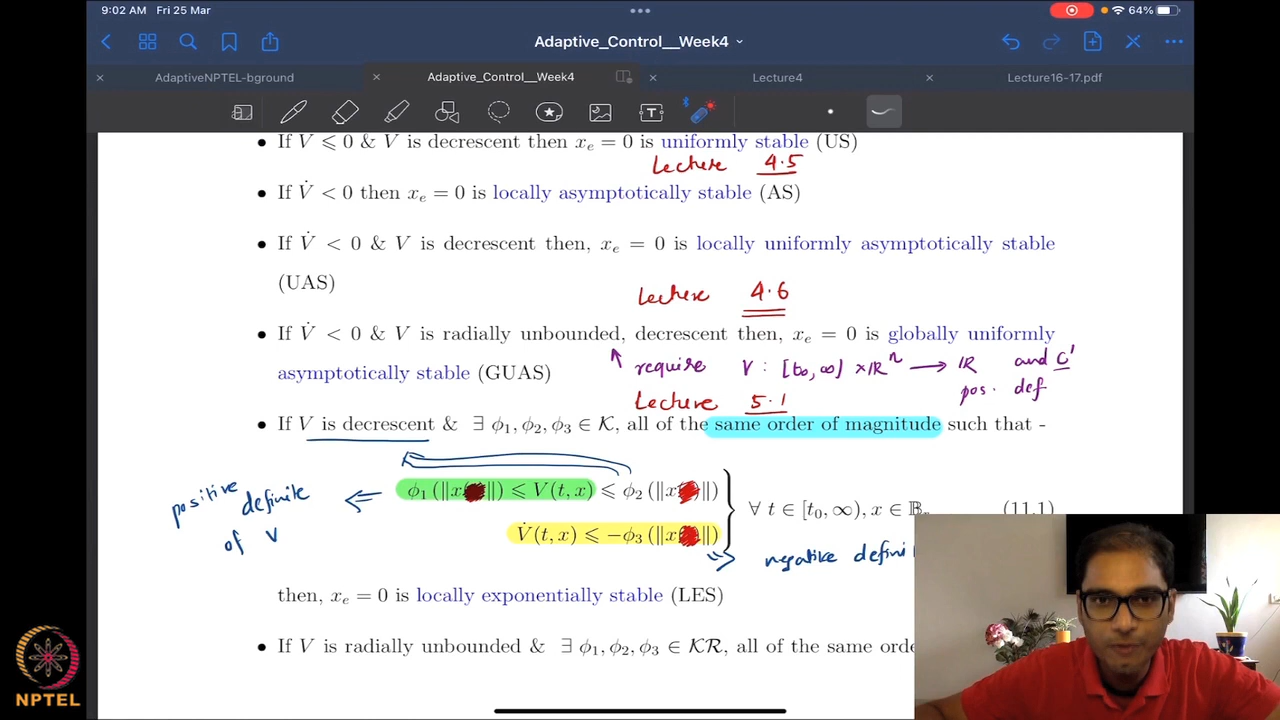 9:02 AM Fri 25 Mar
64%
Adaptive_Control__Week4
AdaptiveNPTEL-bground
Adaptive_Control__Week4
Lecture4
Lecture16-17.pdf
• If V ⩽ 0 & V is decrescent then xₑ = 0 is uniformly stable (US)
Lecture 4.5
• If V̇ < 0 then xₑ = 0 is locally asymptotically stable (AS)
• If V̇ < 0 & V is decrescent then, xₑ = 0 is locally uniformly asymptotically stable
(UAS)
Lecture 4.6
• If V̇ < 0 & V is radially unbounded, decrescent then, xₑ = 0 is globally uniformly
asymptotically stable (GUAS)
↑ require V : [t₀, ∞) × ℝⁿ → ℝ and C¹
pos. def
Lecture 5.1
• If V is decrescent & ∃ ϕ₁, ϕ₂, ϕ₃ ∈ K, all of the same order of magnitude such that -
positive definite
of V
ϕ₁ (‖x‖) ⩽ V(t, x) ⩽ ϕ₂ (‖x‖)
V̇(t, x) ⩽ −ϕ₃ (‖x‖)
∀ t ∈ [t₀, ∞), x ∈ 𝔹ᵣ (11.1)
negative defini
then, xₑ = 0 is locally exponentially stable (LES)
• If V is radially unbounded & ∃ ϕ₁, ϕ₂, ϕ₃ ∈ KR, all of the same orde
NPTEL